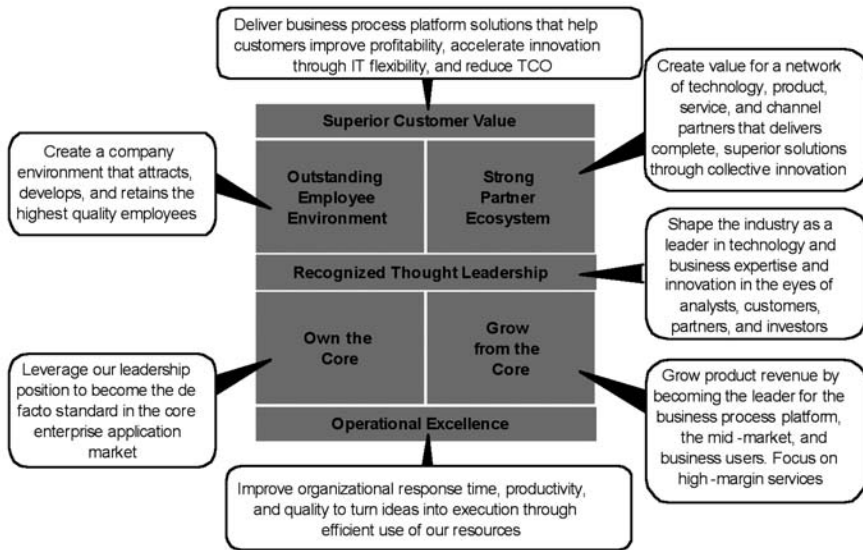 Deliver business process platform solutions that help
customers improve profitability, accelerate innovation
through IT flexibility, and reduce TCO
Create value for a network
of technology, product,
service, and channel
partners that delivers
complete, superior solutions
through collective innovation
Superior Customer Value
Create a company
environment that attracts,
develops, and retains the
highest quality employees
Outstanding
Employee
Environment
Strong
Partner
Ecosystem
Recognized Thought Leadership
Shape the industry as a
leader in technology and
business expertise and
innovation in the eyes of
analysts, customers,
partners, and investors
Own the
Core
Grow
from the
Core
Leverage our leadership
position to become the de
facto standard in the core
enterprise application
market
Grow product revenue by
becoming the leader for the
business process platform,
the mid -market, and
business users. Focus on
high -margin services
Operational Excellence
Improve organizational response time, productivity,
and quality to turn ideas into execution through
efficient use of our resources